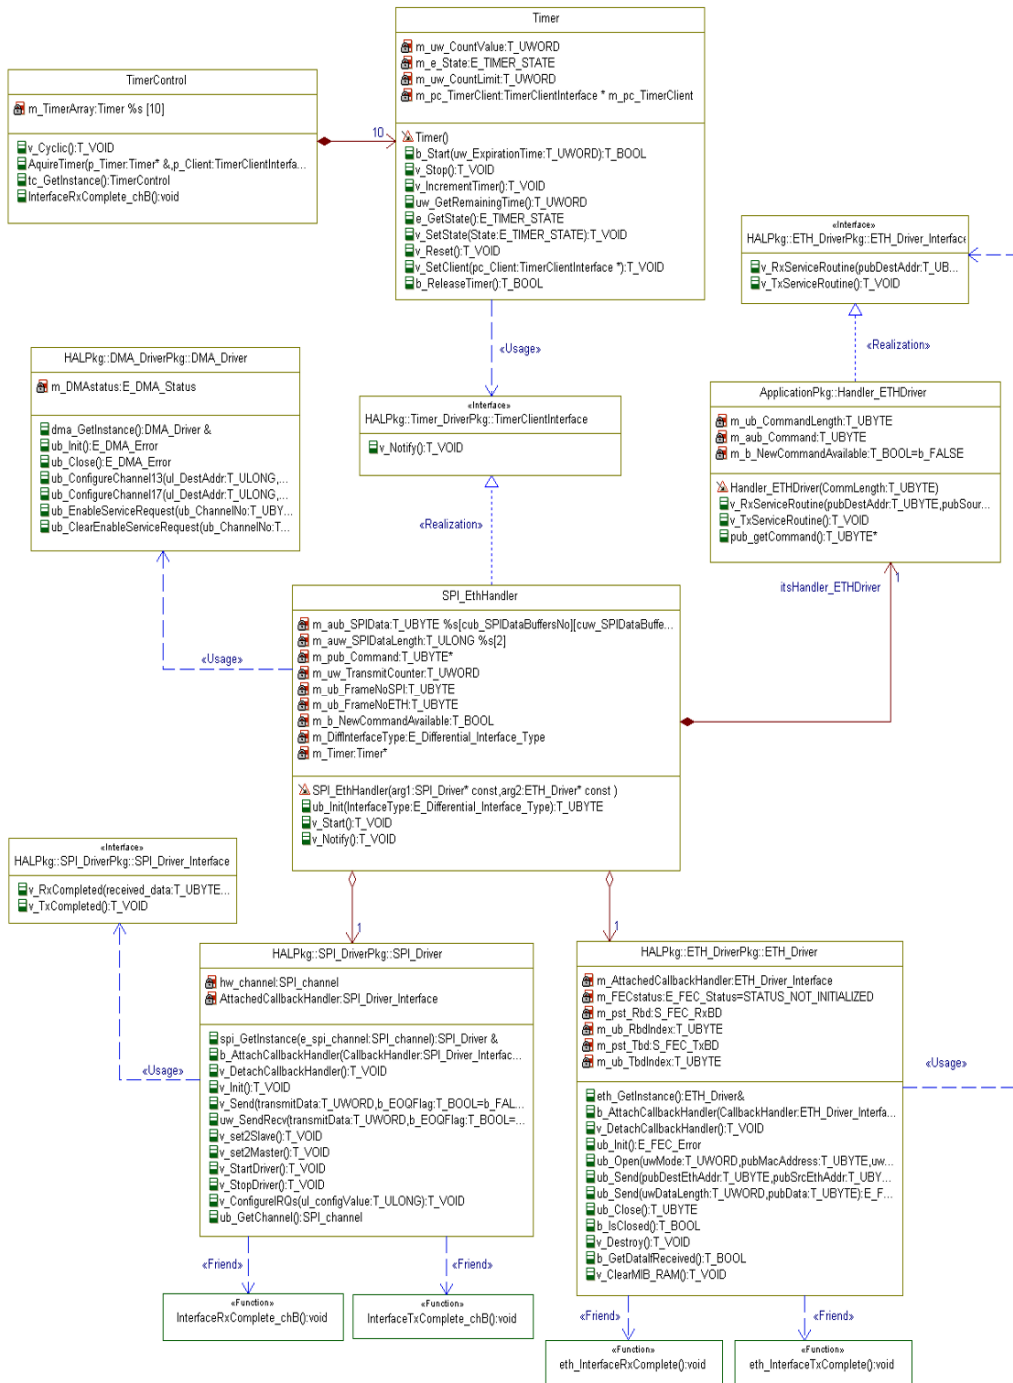 Timer
m_uw_CountValue:T_UWORD
m_e_State:E_TIMER_STATE
m_uw_CountLimit:T_UWORD
m_pc_TimerClient:TimerClientInterface * m_pc_TimerClient
Timer()
b_Start(uw_ExpirationTime:T_UWORD):T_BOOL
v_Stop():T_VOID
v_IncrementTimer():T_VOID
uw_GetRemainingTime():T_UWORD
e_GetState():E_TIMER_STATE
v_SetState(State:E_TIMER_STATE):T_VOID
v_Reset():T_VOID
v_SetClient(pc_Client:TimerClientInterface *):T_VOID
b_ReleaseTimer():T_BOOL
TimerControl
m_TimerArray:Timer %s [10]
v_Cyclic():T_VOID
AquireTimer(p_Timer:Timer* &,p_Client:TimerClientInterfa...
tc_GetInstance():TimerControl
InterfaceRxComplete_chB():void
10
«Interface»
HALPkg::ETH_DriverPkg::ETH_Driver_Interface
v_RxServiceRoutine(pubDestAddr:T_UB...
v_TxServiceRoutine():T_VOID
«Usage»
«Realization»
HALPkg::DMA_DriverPkg::DMA_Driver
m_DMAstatus:E_DMA_Status
dma_GetInstance():DMA_Driver &
ub_Init():E_DMA_Error
ub_Close():E_DMA_Error
ub_ConfigureChannel13(ul_DestAddr:T_ULONG,...
ub_ConfigureChannel17(ul_DestAddr:T_ULONG,...
ub_EnableServiceRequest(ub_ChannelNo:T_UBY...
ub_ClearEnableServiceRequest(ub_ChannelNo:T...
«Interface»
HALPkg::Timer_DriverPkg::TimerClientInterface
v_Notify():T_VOID
ApplicationPkg::Handler_ETHDriver
m_ub_CommandLength:T_UBYTE
m_aub_Command:T_UBYTE
m_b_NewCommandAvailable:T_BOOL=b_FALSE
Handler_ETHDriver(CommLength:T_UBYTE)
v_RxServiceRoutine(pubDestAddr:T_UBYTE,pubSour...
v_TxServiceRoutine():T_VOID
pub_getCommand():T_UBYTE*
«Realization»
1
itsHandler_ETHDriver
SPI_EthHandler
m_aub_SPIData:T_UBYTE %s[cub_SPIDataBuffersNo][cuw_SPIDataBuffe...
m_auw_SPIDataLength:T_ULONG %s[2]
m_pub_Command:T_UBYTE*
m_uw_TransmitCounter:T_UWORD
m_ub_FrameNoSPI:T_UBYTE
m_ub_FrameNoETH:T_UBYTE
m_b_NewCommandAvailable:T_BOOL
m_DiffInterfaceType:E_Differential_Interface_Type
m_Timer:Timer*
SPI_EthHandler(arg1:SPI_Driver* const,arg2:ETH_Driver* const )
ub_Init(InterfaceType:E_Differential_Interface_Type):T_UBYTE
v_Start():T_VOID
v_Notify():T_VOID
«Usage»
«Interface»
HALPkg::SPI_DriverPkg::SPI_Driver_Interface
v_RxCompleted(received_data:T_UBYTE...
v_TxCompleted():T_VOID
1
1
HALPkg::SPI_DriverPkg::SPI_Driver
hw_channel:SPI_channel
AttachedCallbackHandler:SPI_Driver_Interface
spi_GetInstance(e_spi_channel:SPI_channel):SPI_Driver &
b_AttachCallbackHandler(CallbackHandler:SPI_Driver_Interfac...
v_DetachCallbackHandler():T_VOID
v_Init():T_VOID
v_Send(transmitData:T_UWORD,b_EOQFlag:T_BOOL=b_FAL...
uw_SendRecv(transmitData:T_UWORD,b_EOQFlag:T_BOOL=...
v_set2Slave():T_VOID
v_set2Master():T_VOID
v_StartDriver():T_VOID
v_StopDriver():T_VOID
v_ConfigureIRQs(ul_configValue:T_ULONG):T_VOID
ub_GetChannel():SPI_channel
«Usage»
HALPkg::ETH_DriverPkg::ETH_Driver
m_AttachedCallbackHandler:ETH_Driver_Interface
m_FECstatus:E_FEC_Status=STATUS_NOT_INITIALIZED
m_pst_Rbd:S_FEC_RxBD
m_ub_RbdIndex:T_UBYTE
m_pst_Tbd:S_FEC_TxBD
m_ub_TbdIndex:T_UBYTE
eth_GetInstance():ETH_Driver&
b_AttachCallbackHandler(CallbackHandler:ETH_Driver_Interfa...
v_DetachCallbackHandler():T_VOID
ub_Init():E_FEC_Error
ub_Open(uwMode:T_UWORD,pubMacAddress:T_UBYTE,uw...
ub_Send(pubDestEthAddr:T_UBYTE,pubSrcEthAddr:T_UBY...
ub_Send(uwDataLength:T_UWORD,pubData:T_UBYTE):E_F...
ub_Close():T_UBYTE
b_IsClosed():T_BOOL
v_Destroy():T_VOID
b_GetDataIfReceived():T_BOOL
v_ClearMIB_RAM():T_VOID
«Usage»
«Friend»
«Friend»
«Function»
InterfaceRxComplete_chB():void
«Function»
InterfaceTxComplete_chB():void
«Friend»
«Friend»
«Function»
eth_InterfaceRxComplete():void
«Function»
eth_InterfaceTxComplete():void